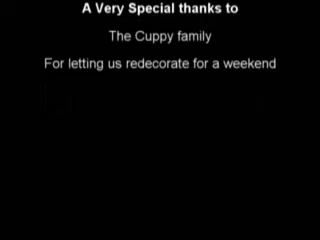 A Very Special thanks to
The Cuppy family
For letting us redecorate for a weekend